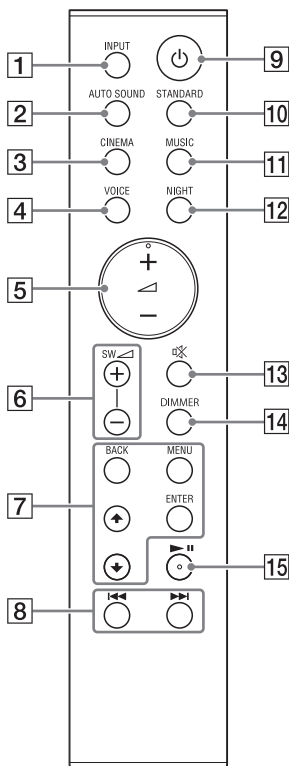 INPUT
1
9
AUTO SOUND STANDARD
2
10
CINEMA MUSIC
3
11
VOICE NIGHT
4
12
+
5
−
SW
+
13
6
DIMMER
−
14
BACK MENU
7
ENTER
15
8